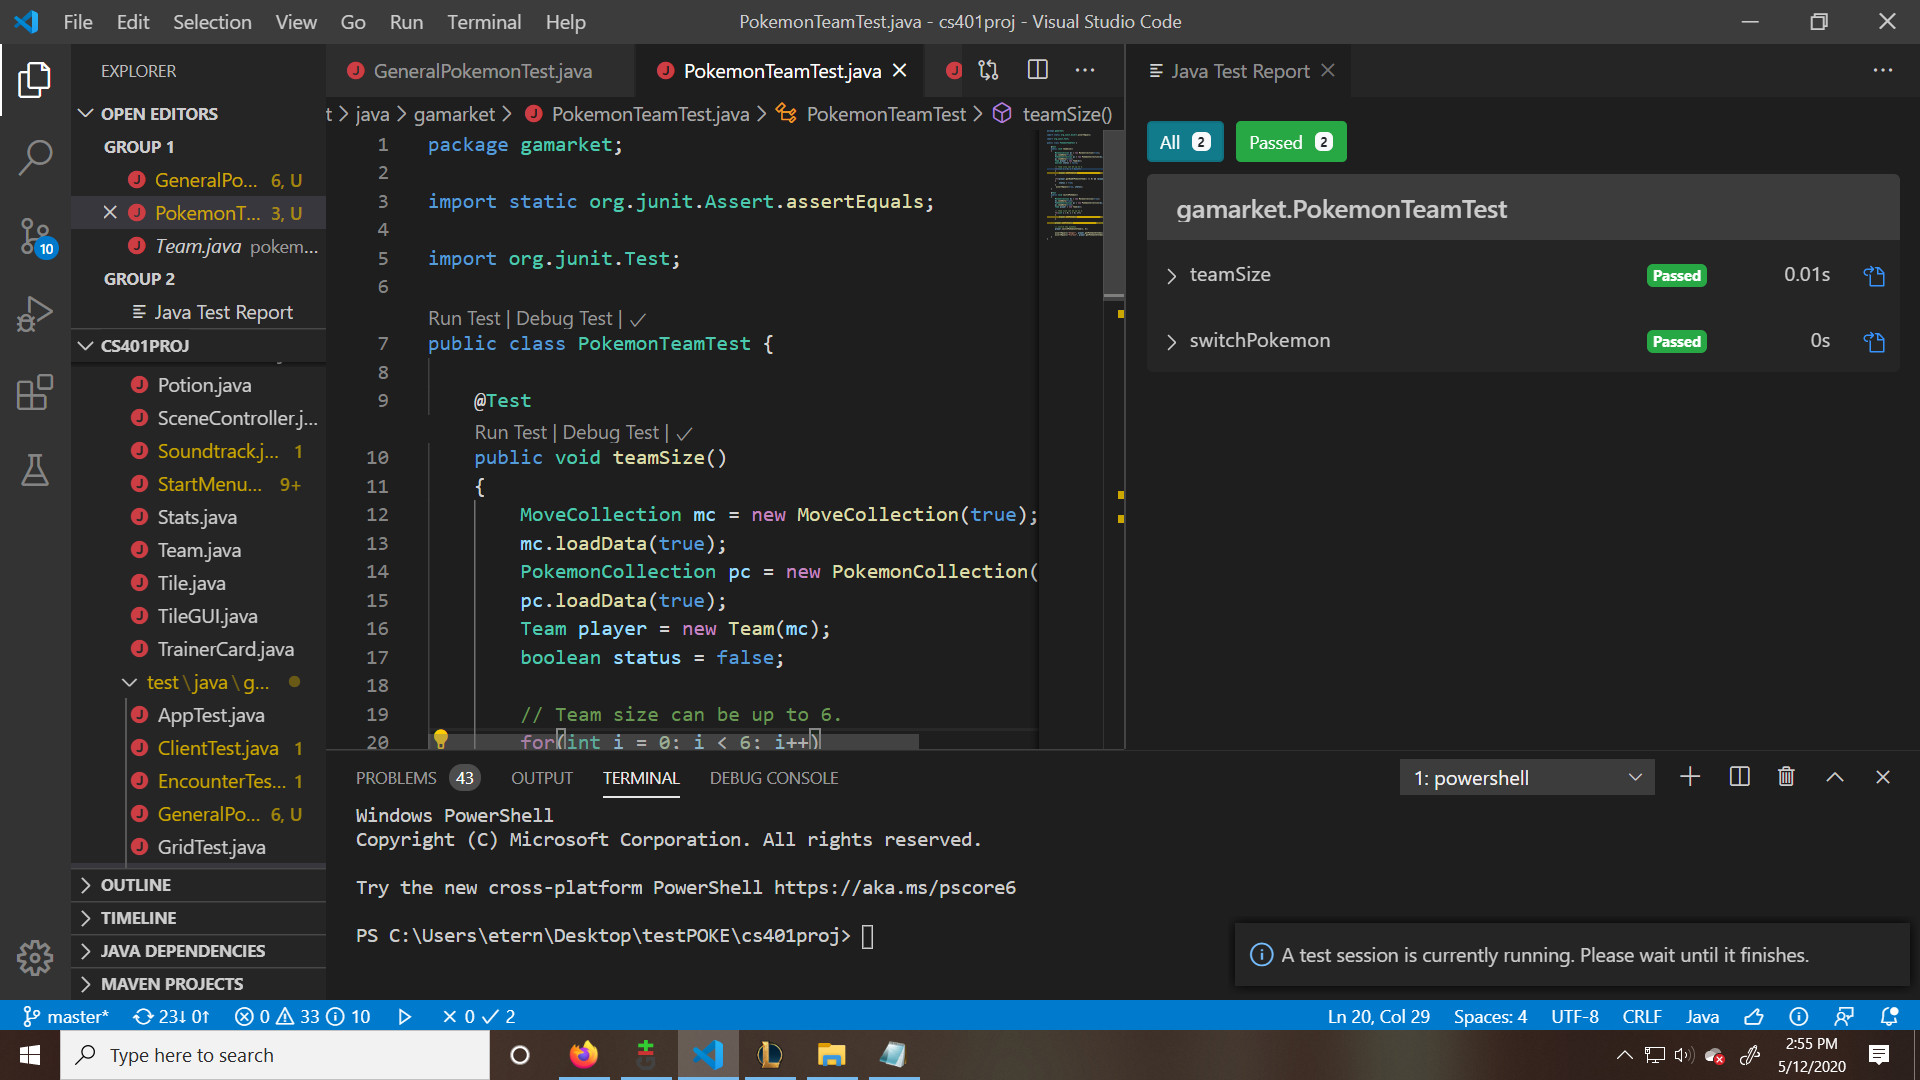 File Edit Selection View Go Run Terminal Help
PokemonTeamTest.java - cs401proj - Visual Studio Code
EXPLORER
OPEN EDITORS
GROUP 1
GeneralPo... 6, U
PokemonT... 3, U
Team.java pokem...
GROUP 2
Java Test Report
CS401PROJ
Potion.java
SceneController.j...
Soundtrack.j... 1
StartMenu... 9+
Stats.java
Team.java
Tile.java
TileGUI.java
TrainerCard.java
test\java\g...
AppTest.java
ClientTest.java 1
EncounterTes... 1
GeneralPo... 6, U
GridTest.java
OUTLINE
TIMELINE
JAVA DEPENDENCIES
MAVEN PROJECTS
10
GeneralPokemonTest.java
PokemonTeamTest.java
t > java > gamarket > PokemonTeamTest.java > PokemonTeamTest > teamSize()
1 package gamarket;
2
3 import static org.junit.Assert.assertEquals;
4
5 import org.junit.Test;
6
Run Test | Debug Test | ✓
7 public class PokemonTeamTest {
8
9 @Test
Run Test | Debug Test | ✓
10 public void teamSize()
11 {
12 MoveCollection mc = new MoveCollection(true);
13 mc.loadData(true);
14 PokemonCollection pc = new PokemonCollection(
15 pc.loadData(true);
16 Team player = new Team(mc);
17 boolean status = false;
18
19 // Team size can be up to 6.
20 for(int i = 0; i < 6; i++)
Java Test Report
All 2 Passed 2
gamarket.PokemonTeamTest
teamSize Passed 0.01s
switchPokemon Passed 0s
PROBLEMS 43 OUTPUT TERMINAL DEBUG CONSOLE
1: powershell
Windows PowerShell
Copyright (C) Microsoft Corporation. All rights reserved.
Try the new cross-platform PowerShell https://aka.ms/pscore6
PS C:\Users\etern\Desktop\testPOKE\cs401proj>
A test session is currently running. Please wait until it finishes.
master* 23↓ 0↑ 0 33 10 0 ✓ 2
Ln 20, Col 29 Spaces: 4 UTF-8 CRLF Java
Type here to search
2:55 PM
5/12/2020